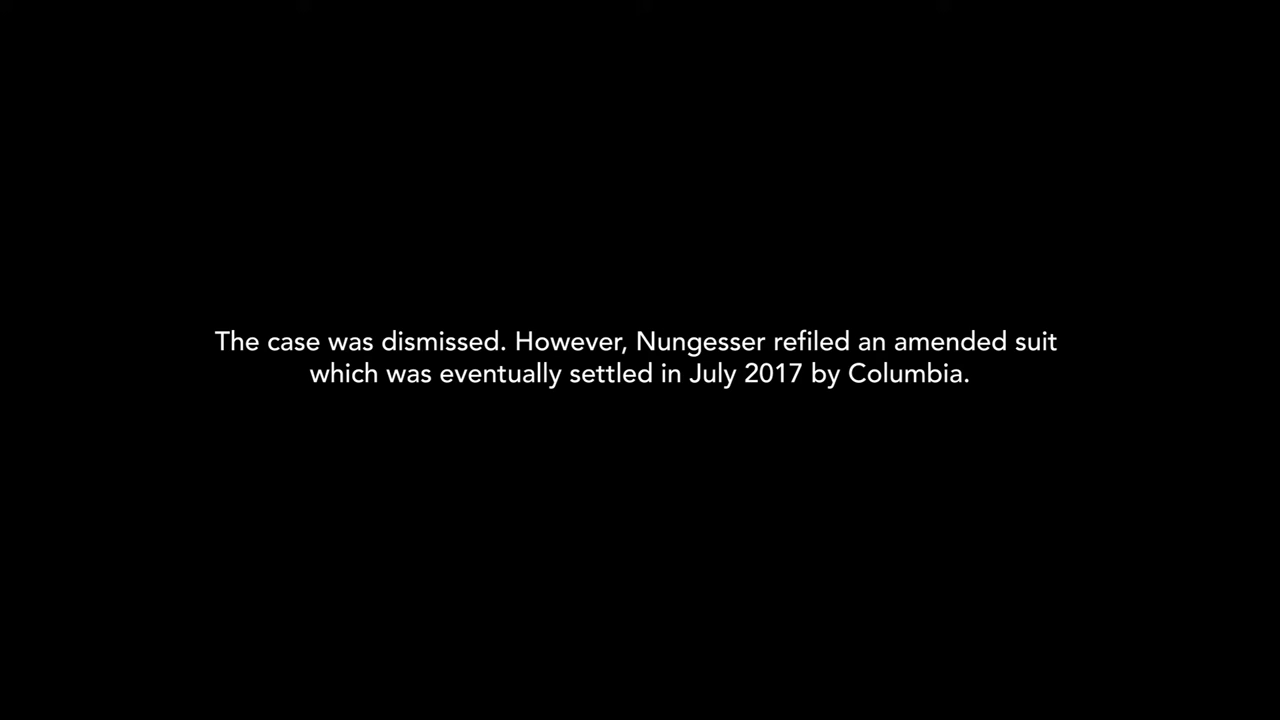 The case was dismissed. However, Nungesser refiled an amended suit
which was eventually settled in July 2017 by Columbia.